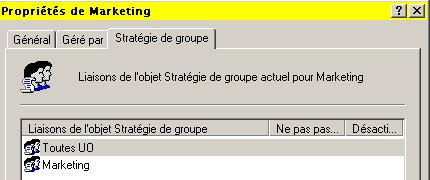 Propriétés de Marketing
? X
Général Géré par Stratégie de groupe
Liaisons de l'objet Stratégie de groupe actuel pour Marketing
Liaisons de l'objet Stratégie de groupe Ne pas pas... Désacti...
Toutes UO
Marketing